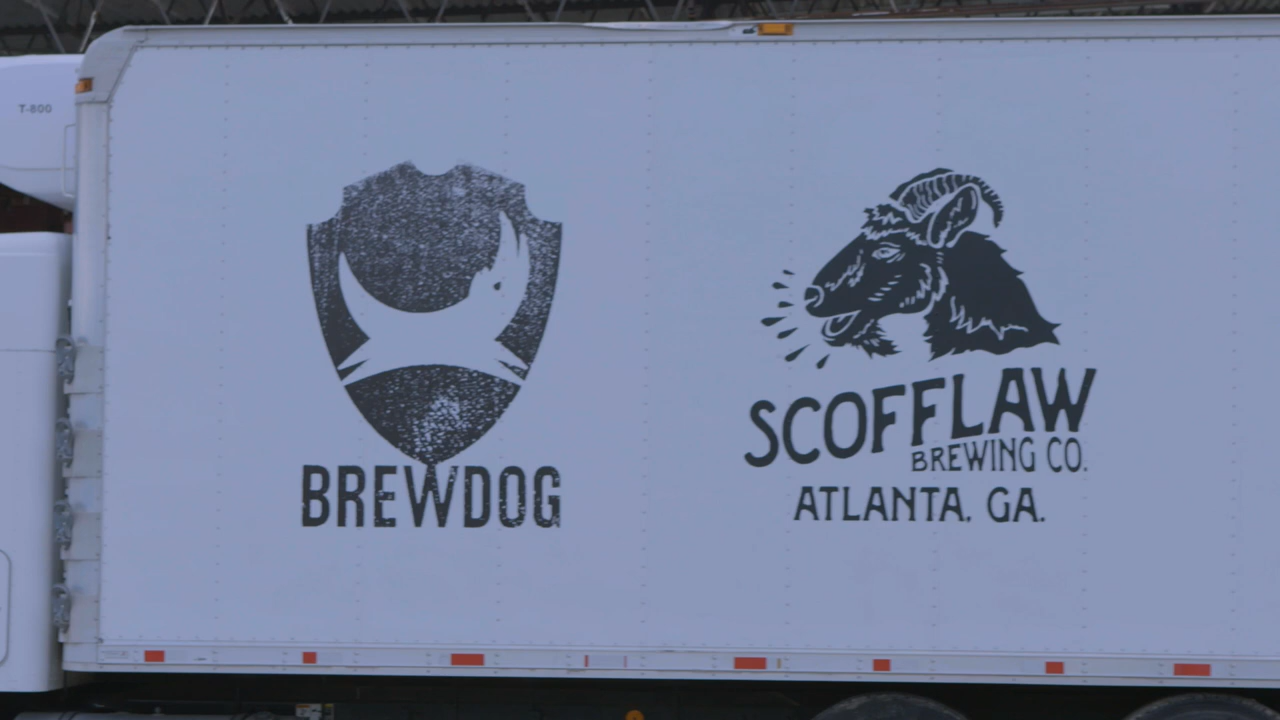 T-800
BREWDOG
SCOFFLAW
BREWING CO.
ATLANTA, GA.